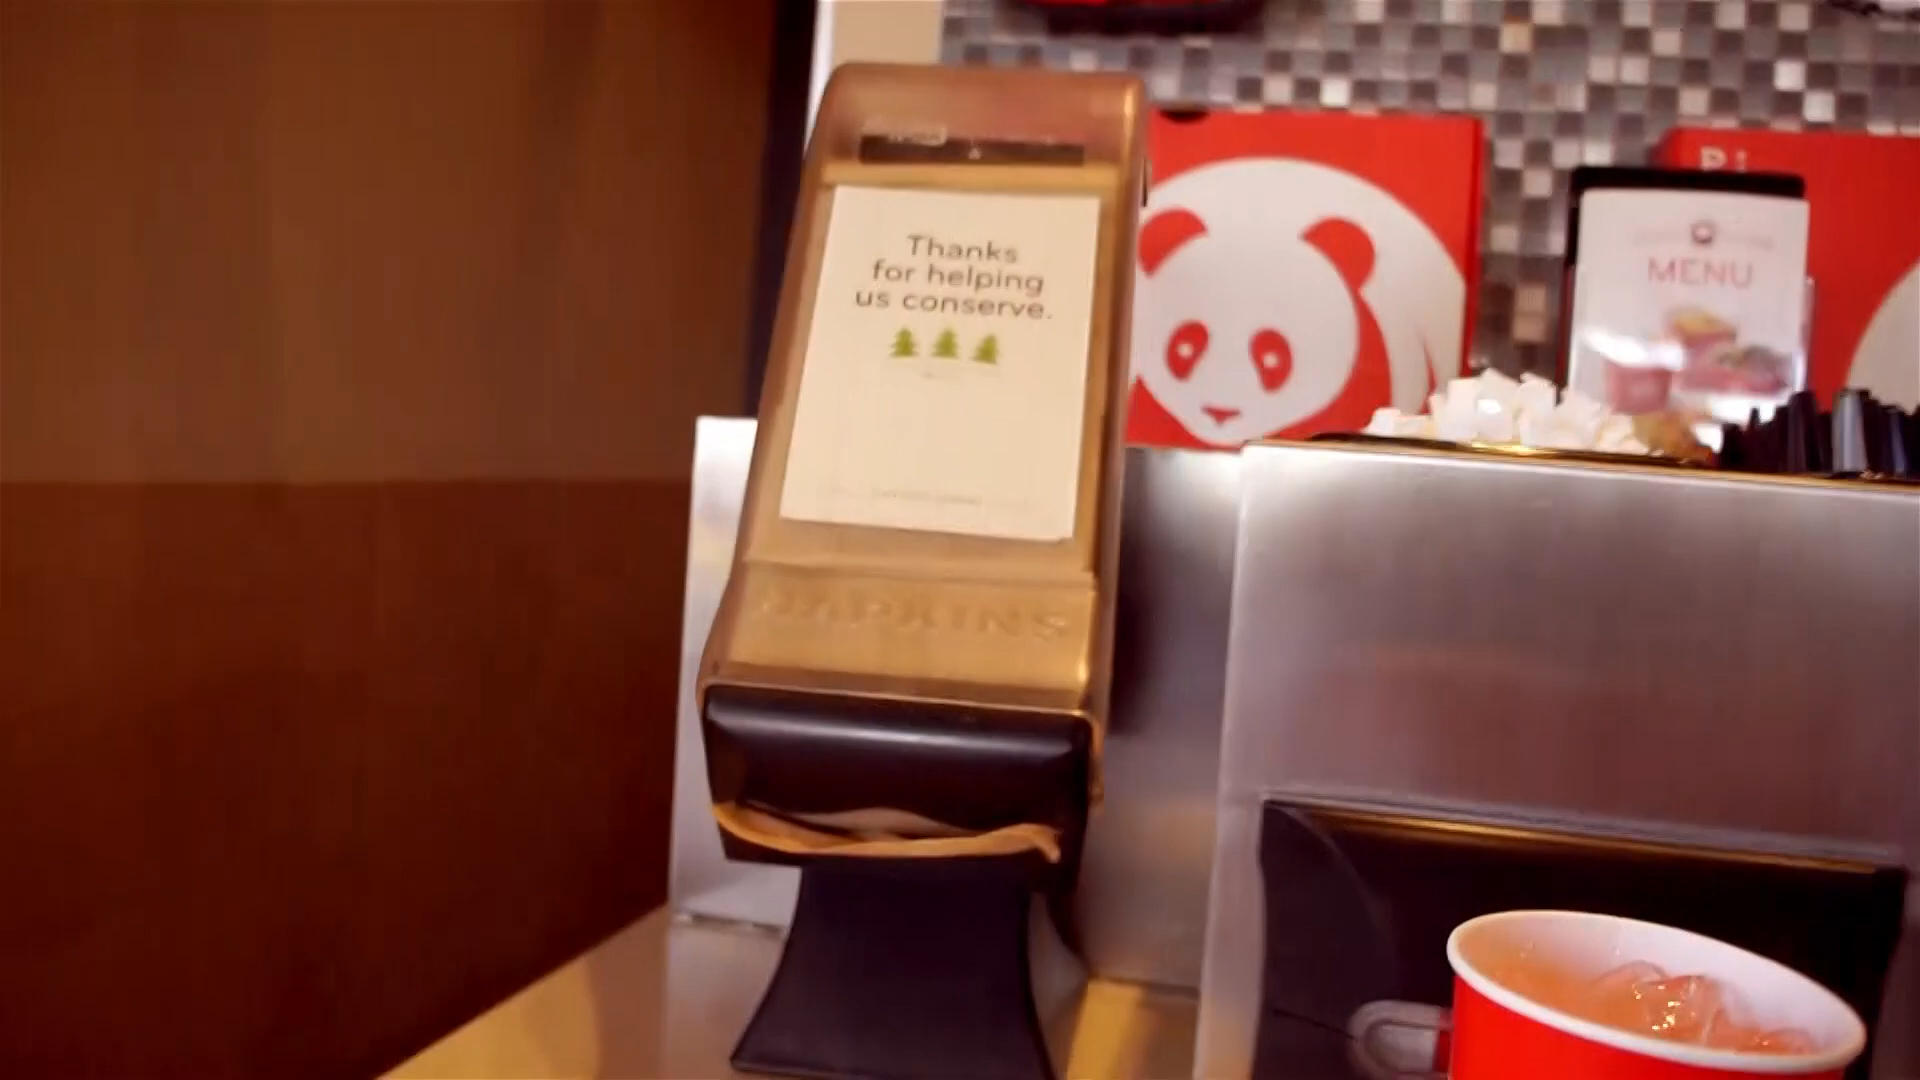 Thanks
for helping
us conserve.
NAPKINS
MENU